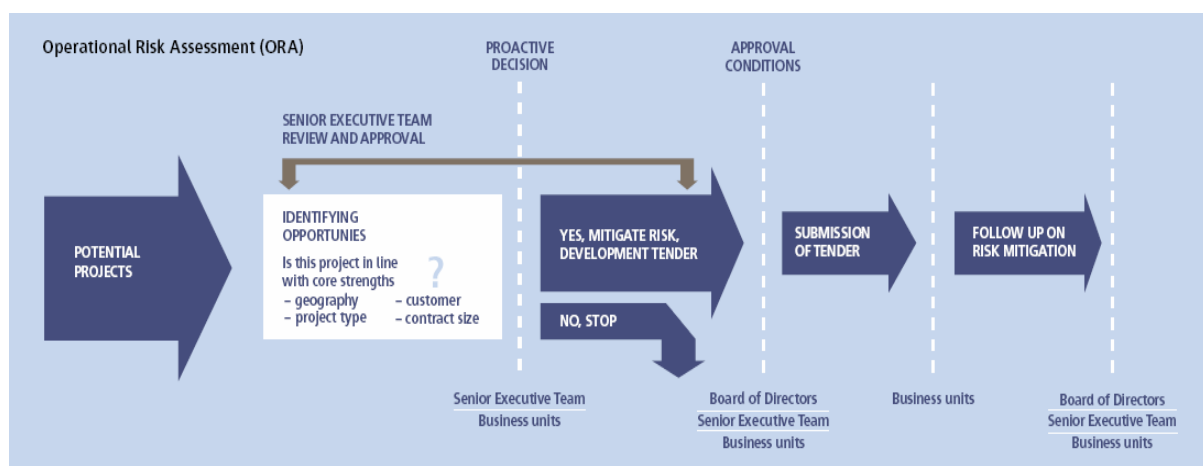 Operational Risk Assessment (ORA)
PROACTIVE
DECISION
APPROVAL
CONDITIONS
SENIOR EXECUTIVE TEAM
REVIEW AND APPROVAL
POTENTIAL
PROJECTS
IDENTIFYING
OPPORTUNIES
Is this project in line
with core strengths
– geography – customer
– project type – contract size
?
YES, MITIGATE RISK,
DEVELOPMENT TENDER
NO, STOP
SUBMISSION
OF TENDER
FOLLOW UP ON
RISK MITIGATION
Senior Executive Team
Business units
Board of Directors
Senior Executive Team
Business units
Business units
Board of Directors
Senior Executive Team
Business units